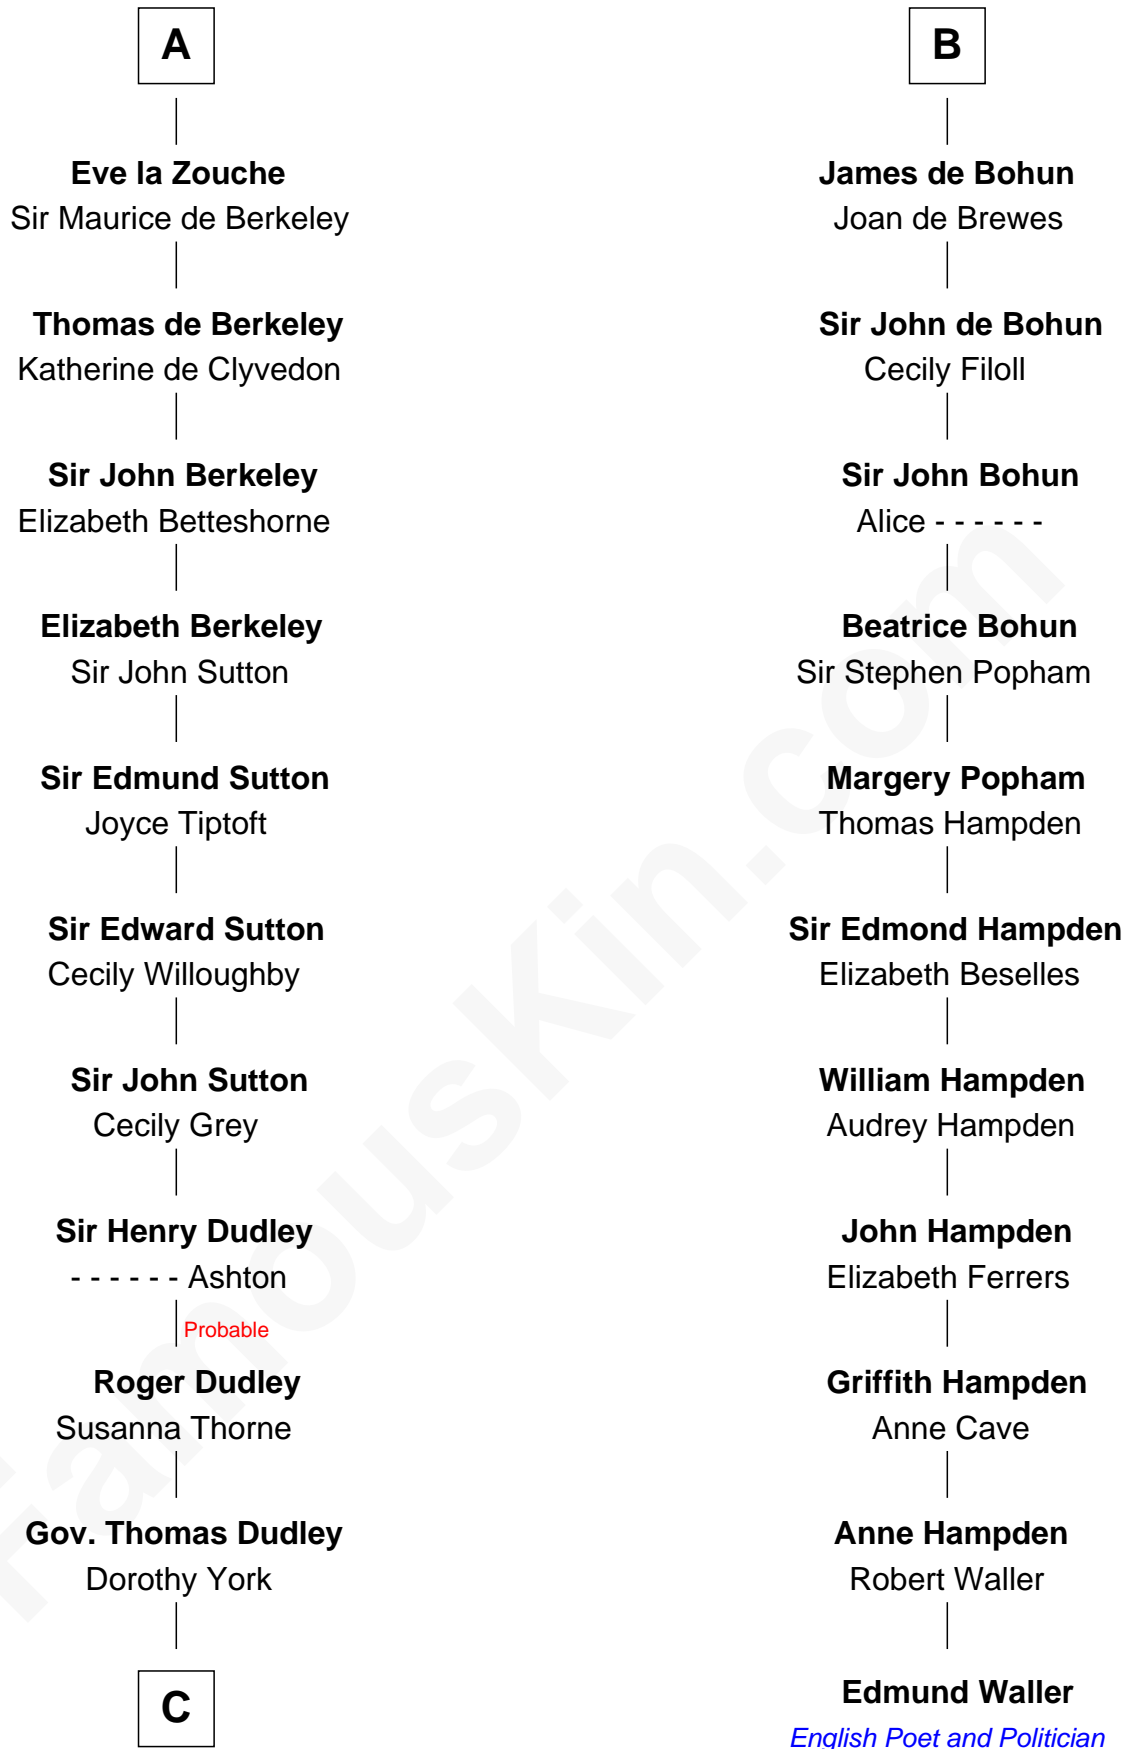 A
Eve la Zouche
Sir Maurice de Berkeley
Thomas de Berkeley
Katherine de Clyvedon
Sir John Berkeley
Elizabeth Betteshorne
Elizabeth Berkeley
Sir John Sutton
Sir Edmund Sutton
Joyce Tiptoft
Sir Edward Sutton
Cecily Willoughby
Sir John Sutton
Cecily Grey
Sir Henry Dudley
- - - - - - Ashton
Probable
Roger Dudley
Susanna Thorne
Gov. Thomas Dudley
Dorothy York
C
B
James de Bohun
Joan de Brewes
Sir John de Bohun
Cecily Filoll
Sir John Bohun
Alice - - - - - -
Beatrice Bohun
Sir Stephen Popham
Margery Popham
Thomas Hampden
Sir Edmond Hampden
Elizabeth Beselles
William Hampden
Audrey Hampden
John Hampden
Elizabeth Ferrers
Griffith Hampden
Anne Cave
Anne Hampden
Robert Waller
Edmund Waller
English Poet and Politician
FamousKin.com